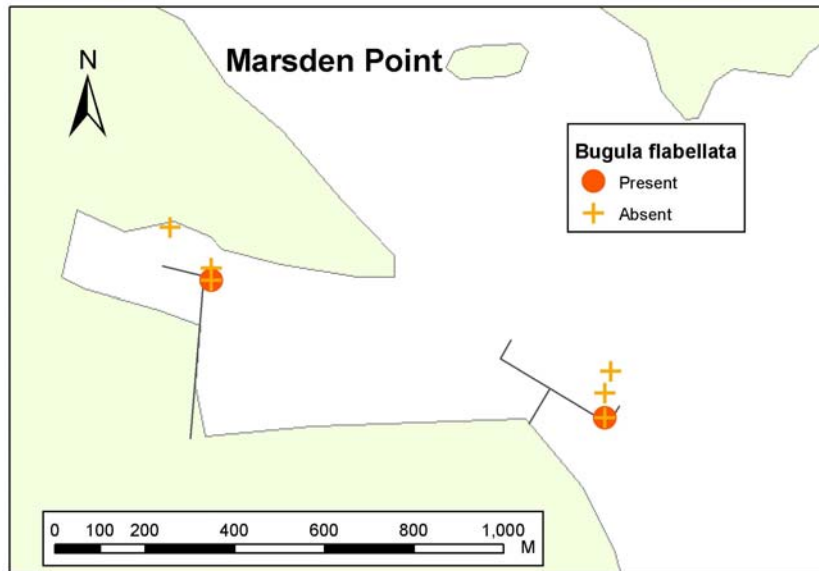 Marsden Point
N
Bugula flabellata
Present
Absent
0 100 200 400 600 800 1,000
M